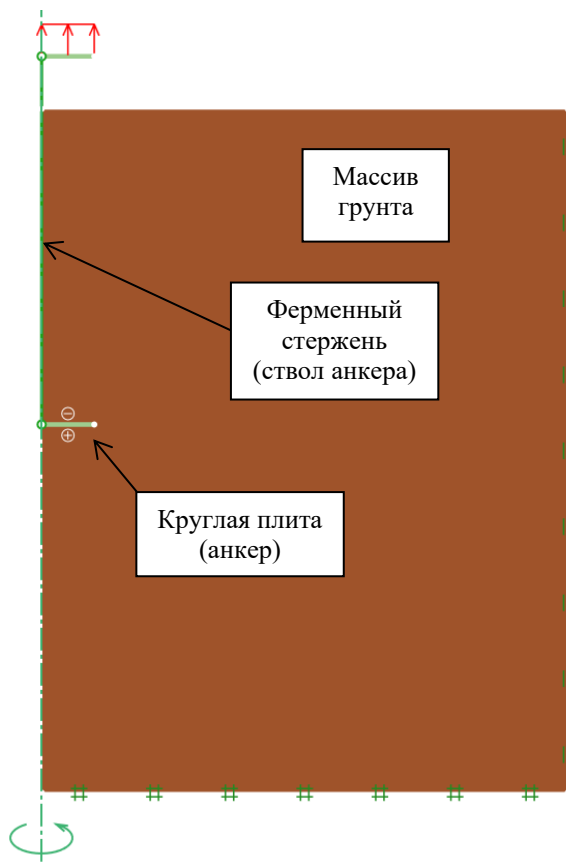 Массив
грунта
Ферменный
стержень
(ствол анкера)
Круглая плита
(анкер)